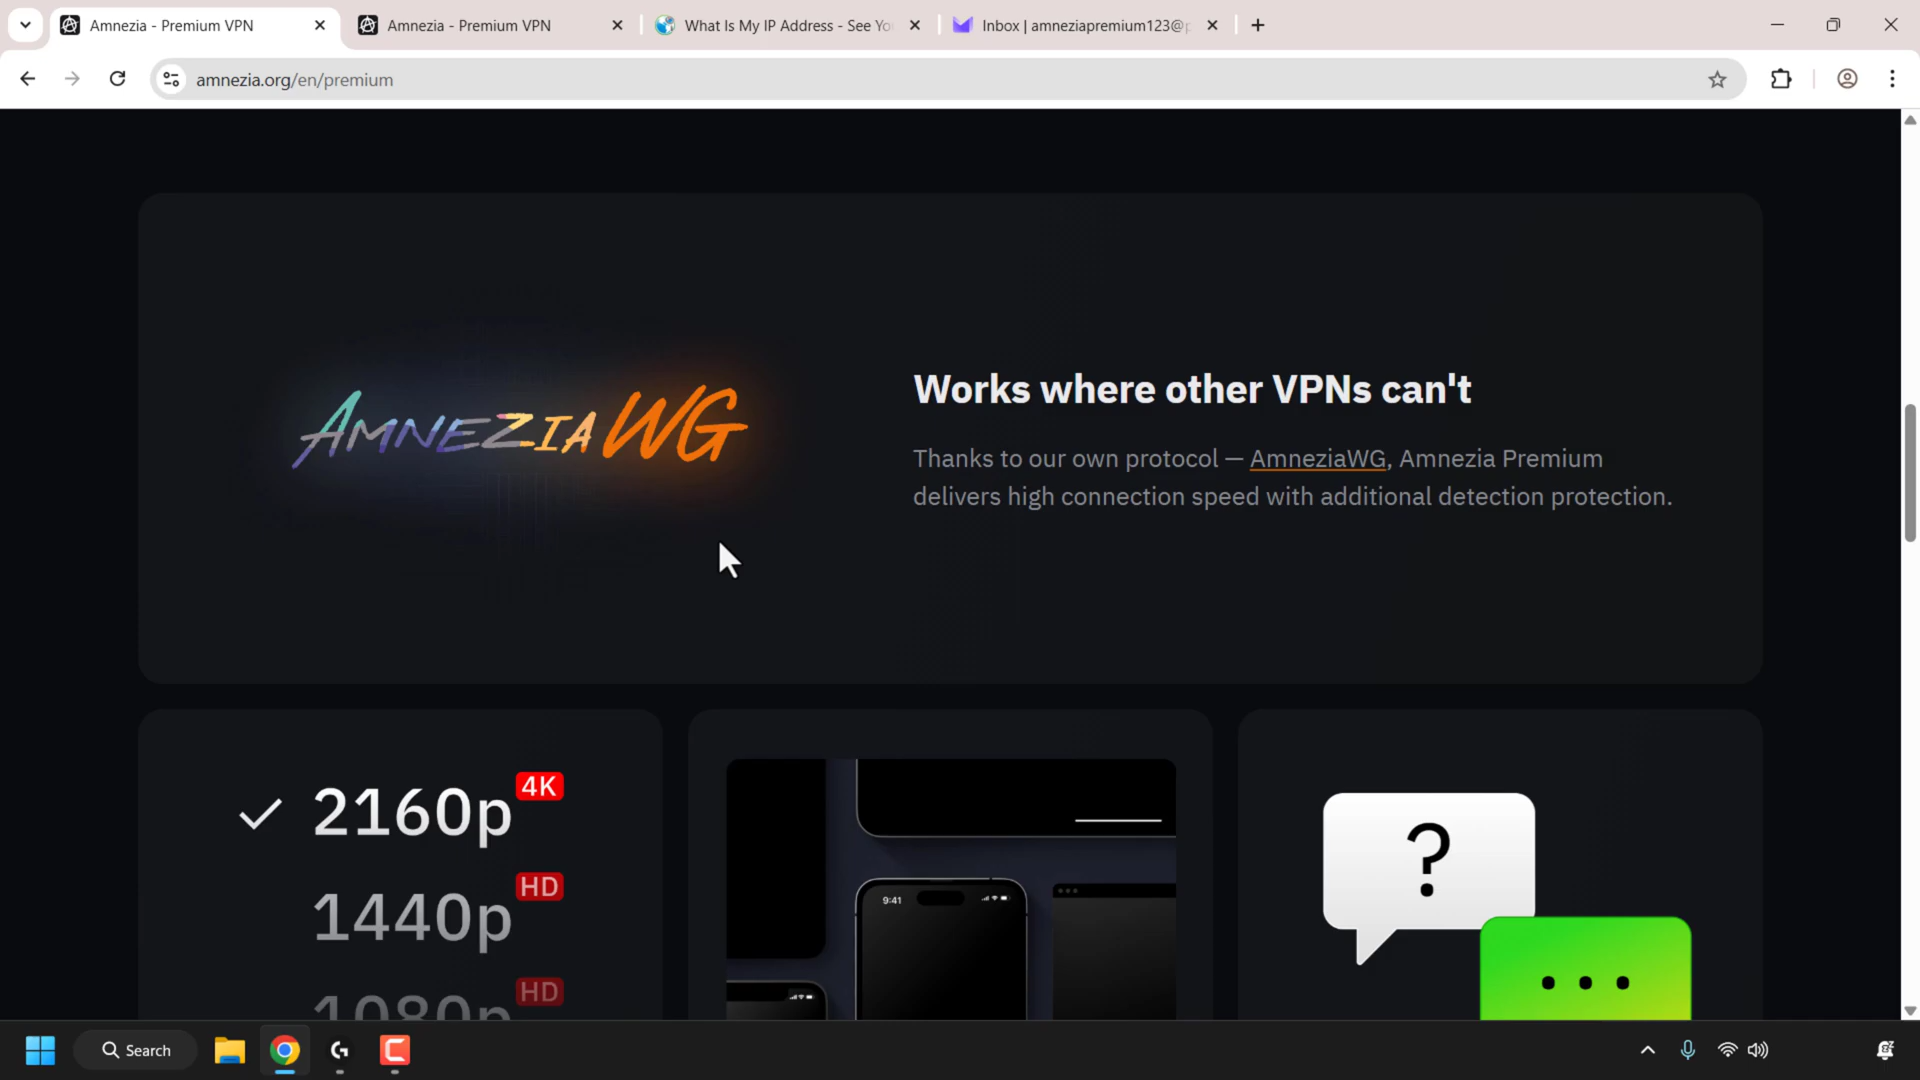 Amnezia - Premium VPN
Amnezia - Premium VPN
What Is My IP Address - See Yo
Inbox | amneziapremium123@p
amnezia.org/en/premium
AMNEZIAWG
Works where other VPNs can't
Thanks to our own protocol — AmneziaWG, Amnezia Premium
delivers high connection speed with additional detection protection.
2160p 4K
1440p HD
1080p HD
9:41
?
Search